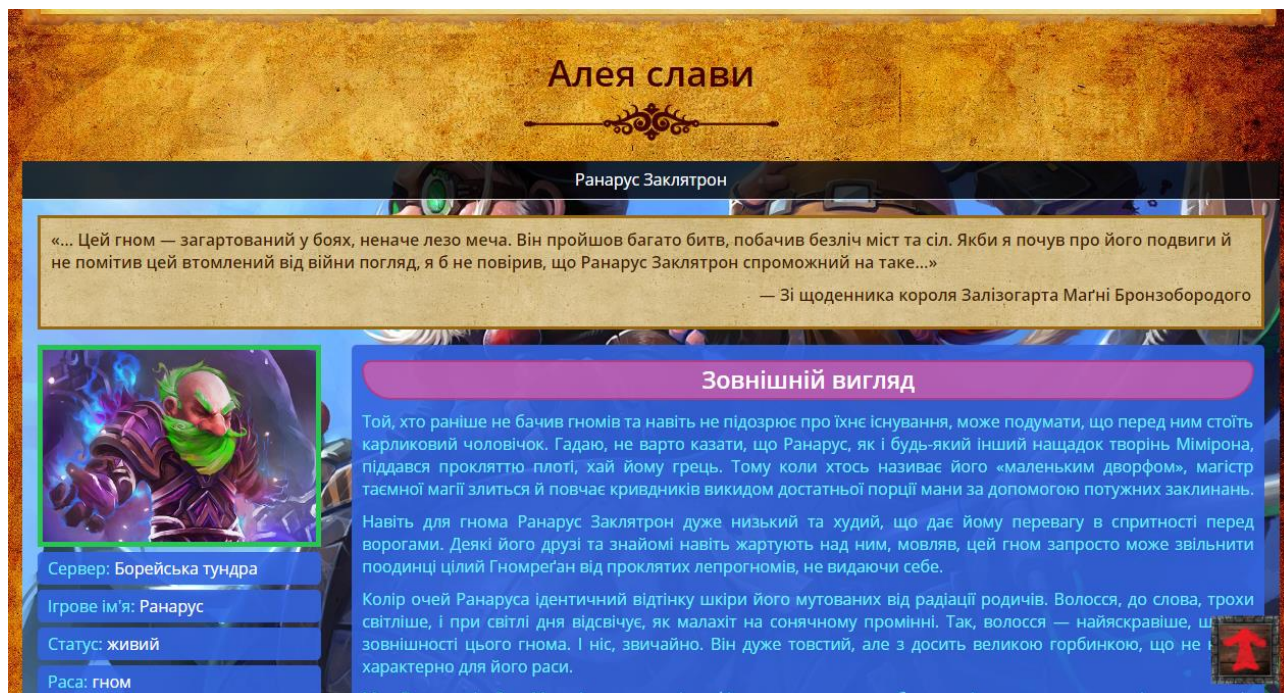 Алея слави
Ранарус Заклятрон
«... Цей гном — загартований у боях, неначе лезо меча. Він пройшов багато битв, побачив безліч міст та сіл. Якби я почув про його подвиги й
не помітив цей втомлений від війни погляд, я б не повірив, що Ранарус Заклятрон спроможний на таке...»
— Зі щоденника короля Залізогарта Маґні Бронзобородого
Сервер: Борейська тундра
Ігрове ім'я: Ранарус
Статус: живий
Раса: гном
Зовнішній вигляд
Той, хто раніше не бачив гномів та навіть не підозрює про їхнє існування, може подумати, що перед ним стоїть
карликовий чоловічок. Гадаю, не варто казати, що Ранарус, як і будь-який інший нащадок творінь Мімірона,
піддався прокляттю плоті, хай йому грець. Тому коли хтось називає його «маленьким дворфом», магістр
таємної магії злиться й повчає кривдників викидом достатньої порції мани за допомогою потужних заклинань.
Навіть для гнома Ранарус Заклятрон дуже низький та худий, що дає йому перевагу в спритності перед
ворогами. Деякі його друзі та знайомі навіть жартують над ним, мовляв, цей гном запросто може звільнити
поодинці цілий Гномреґан від проклятих лепрогномів, не видаючи себе.
Колір очей Ранаруса ідентичний відтінку шкіри його мутованих від радіації родичів. Волосся, до слова, трохи
світліше, і при світлі дня відсвічує, як малахіт на сонячному промінні. Так, волосся — найяскравіше,
зовнішності цього гнома. І ніс, звичайно. Він дуже товстий, але з досить великою горбинкою, що не
характерно для його раси.